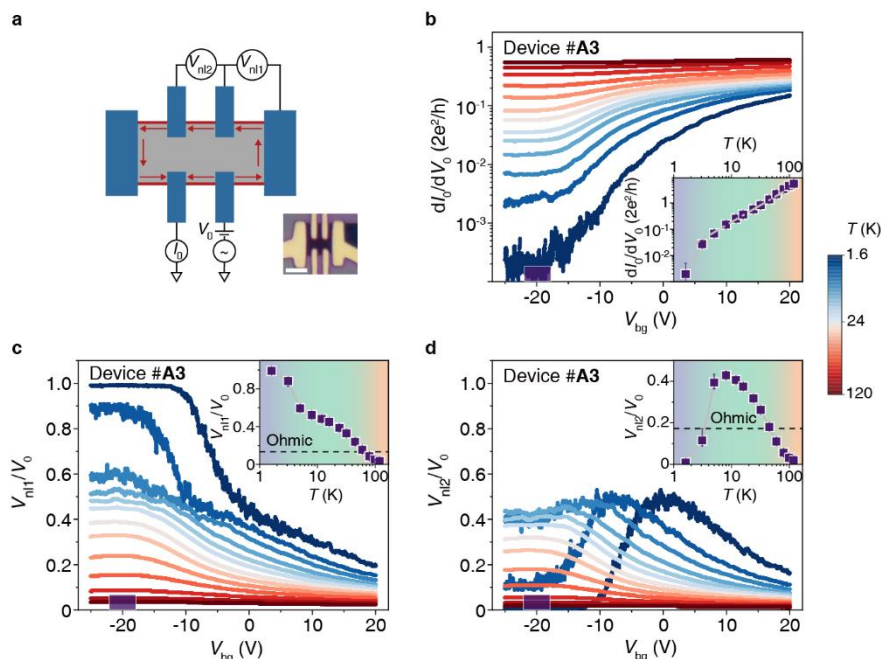 a
V_nl2
V_nl1
V_0
I_0
~
b
Device #A3
dI_0/dV_0 (2e²/h)
1
10⁻¹
10⁻²
10⁻³
-20
-10
0
10
20
V_bg (V)
T (K)
1
10
100
dI_0/dV_0 (2e²/h)
1
10⁻²
T (K)
1.6
24
120
c
Device #A3
V_nl1/V_0
1.0
0.8
0.6
0.4
0.2
0
-20
-10
0
10
20
V_bg (V)
V_nl1/V_0
0.8
0.4
0
Ohmic
1
10
100
T (K)
d
Device #A3
V_nl2/V_0
1.0
0.8
0.6
0.4
0.2
0
-20
-10
0
10
20
V_bg (V)
V_nl2/V_0
0.4
0.2
0
Ohmic
1
10
100
T (K)